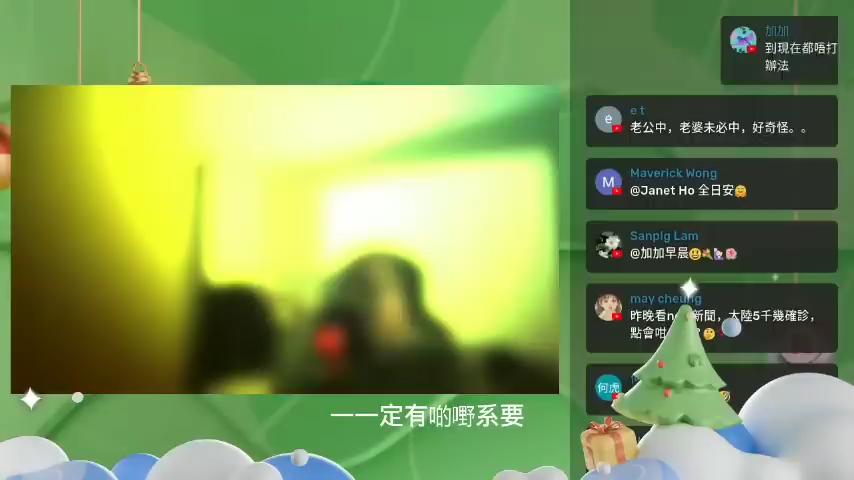 加加
到現在都唔打
辦法
e t
老公中，老婆未必中，好奇怪。。
Maverick Wong
@Janet Ho 全日安🤗
Sanpig Lam
@加加早晨
may cheung
昨晚看n 新聞，大陸5千幾確診，
點會咁
何虎
一一定有啲嘢系要